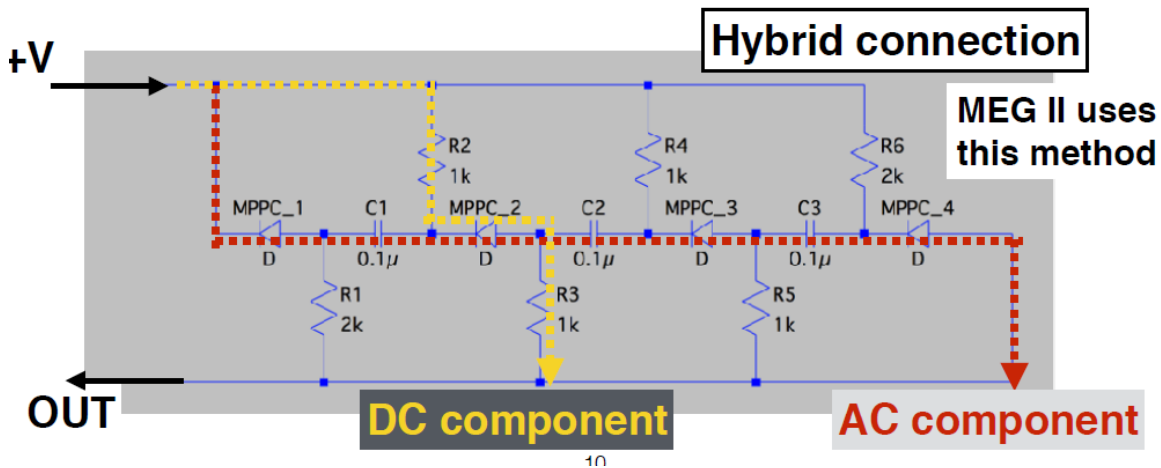 Hybrid connection
+V
MEG II uses
this method
R2
1k
R4
1k
R6
2k
MPPC_1
C1
MPPC_2
C2
MPPC_3
C3
MPPC_4
D
0.1µ
D
0.1µ
D
0.1µ
D
R1
2k
R3
1k
R5
1k
OUT
DC component
AC component
10